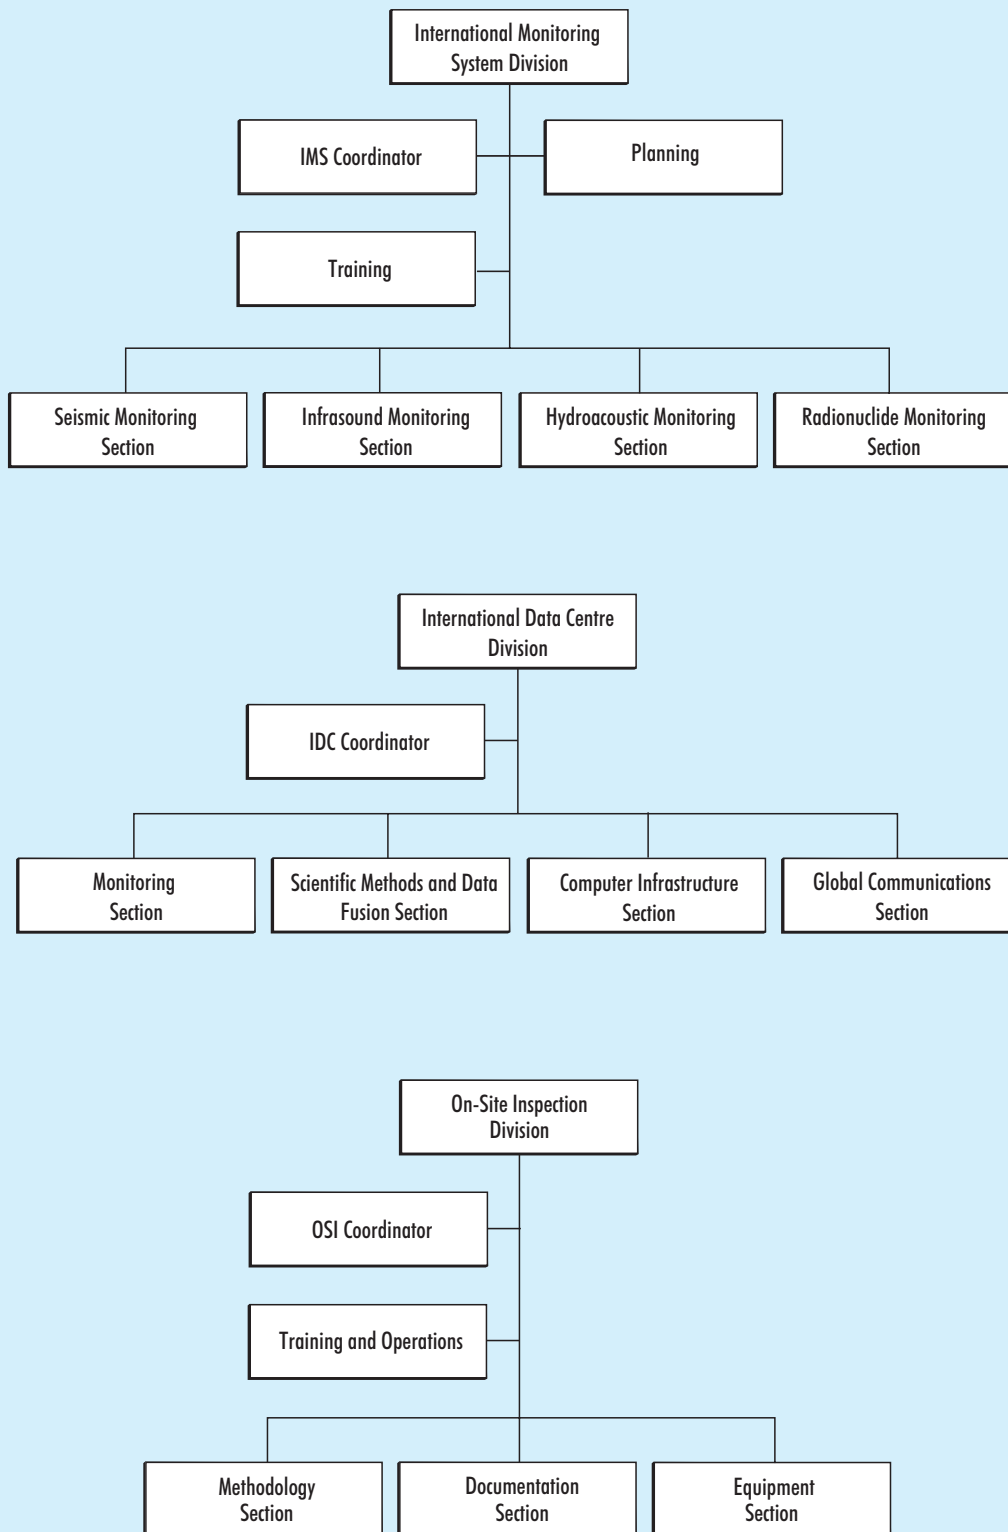 International Monitoring
System Division
IMS Coordinator
Planning
Training
Seismic Monitoring
Section
Infrasound Monitoring
Section
Hydroacoustic Monitoring
Section
Radionuclide Monitoring
Section
International Data Centre
Division
IDC Coordinator
Monitoring
Section
Scientific Methods and Data
Fusion Section
Computer Infrastructure
Section
Global Communications
Section
On-Site Inspection
Division
OSI Coordinator
Training and Operations
Methodology
Section
Documentation
Section
Equipment
Section